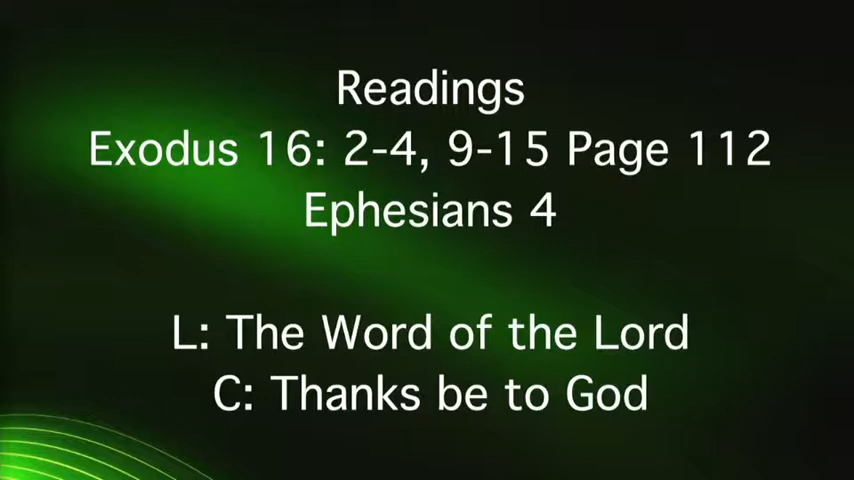 Readings
Exodus 16: 2-4, 9-15 Page 112
Ephesians 4
L: The Word of the Lord
C: Thanks be to God